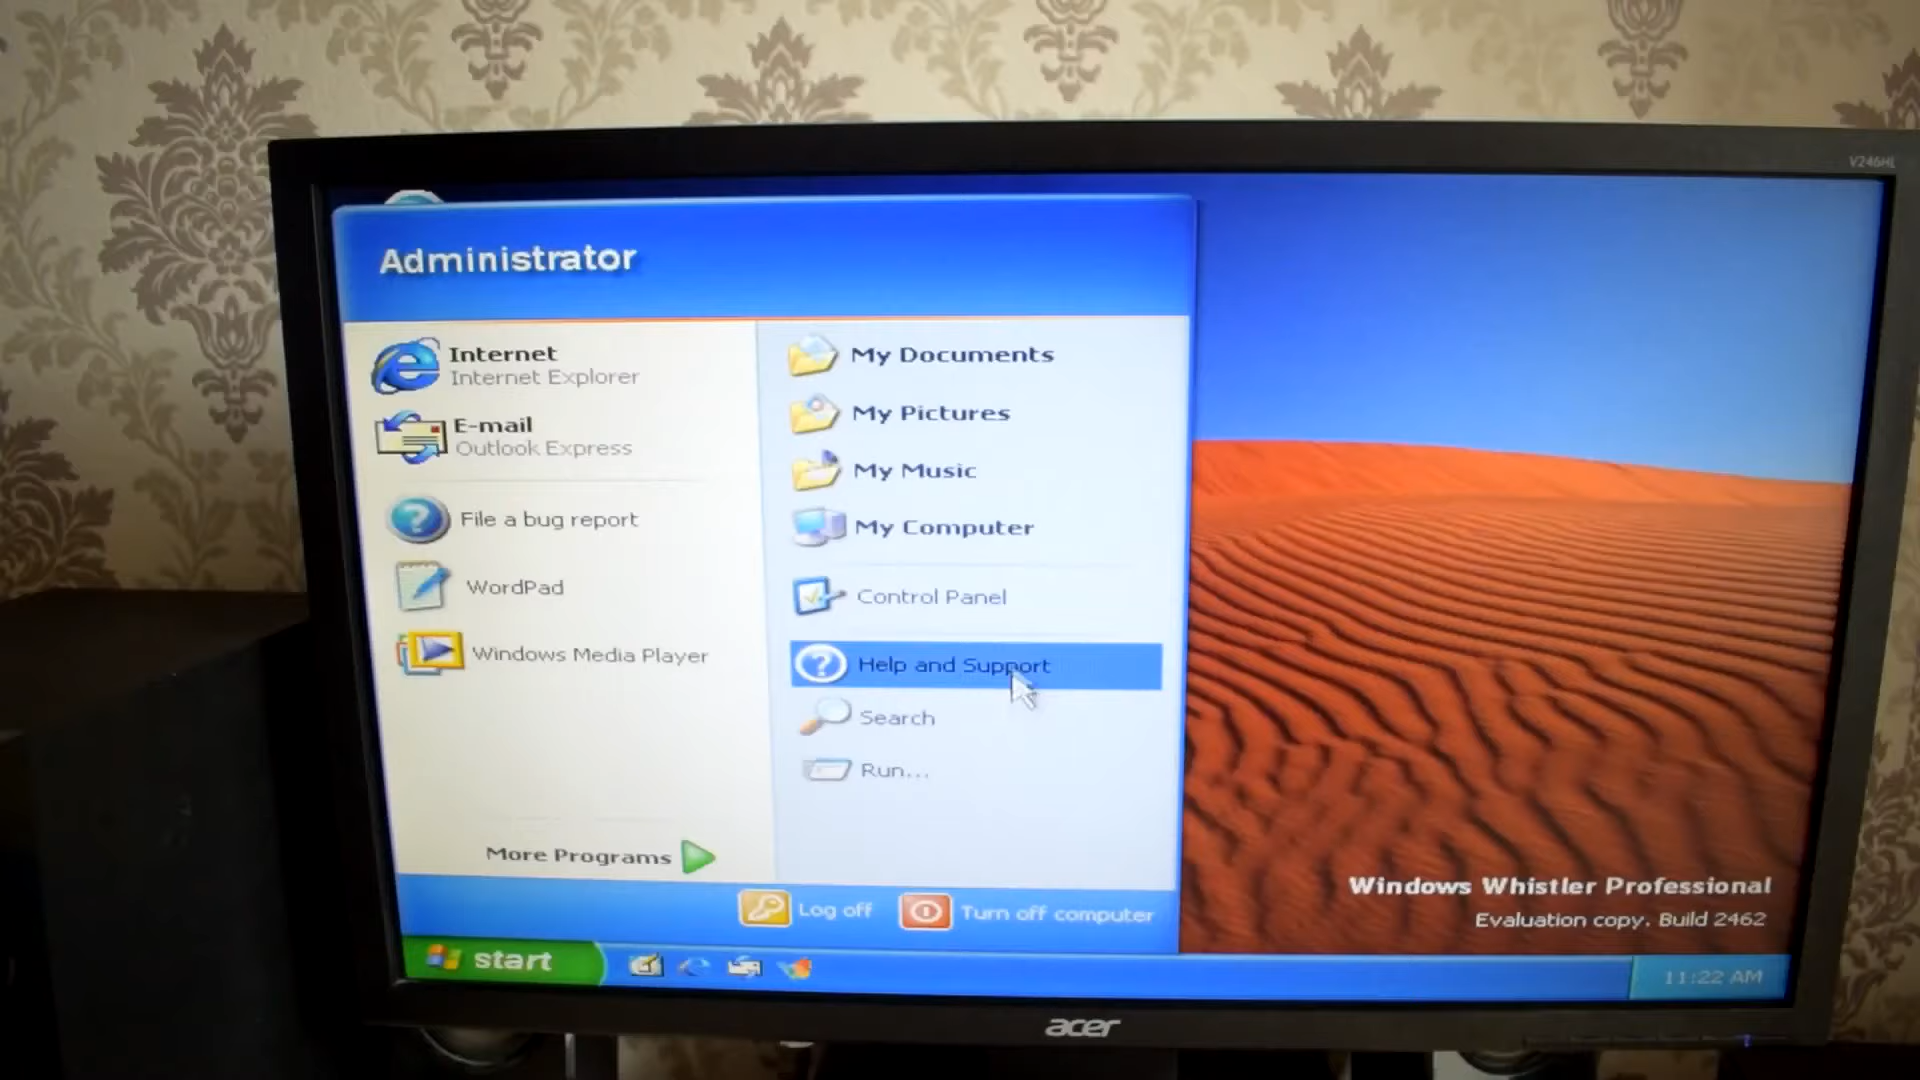 V246HL
Administrator
Internet
Internet Explorer
E-mail
Outlook Express
File a bug report
WordPad
Windows Media Player
More Programs
My Documents
My Pictures
My Music
My Computer
Control Panel
Help and Support
Search
Run...
Log off
Turn off computer
Windows Whistler Professional
Evaluation copy. Build 2462
start
11:22 AM
acer